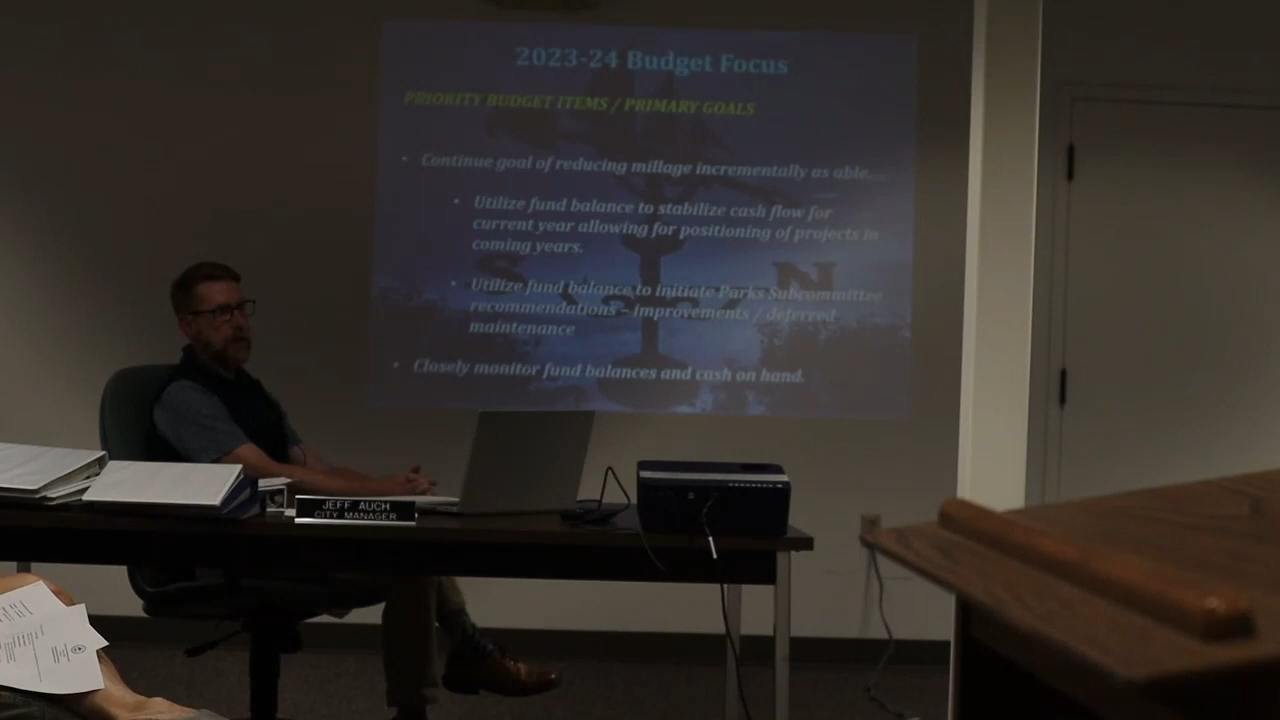 2023-24 Budget Focus
PRIORITY BUDGET ITEMS / PRIMARY GOALS
• Continue goal of reducing millage incrementally as able...
• Utilize fund balance to stabilize cash flow for
current year allowing for positioning of projects in
coming years.
S
N
• Utilize fund balance to initiate Parks Subcommittee
recommendations – improvements / deferred
maintenance
• Closely monitor fund balances and cash on hand.
JEFF AUCH
CITY MANAGER